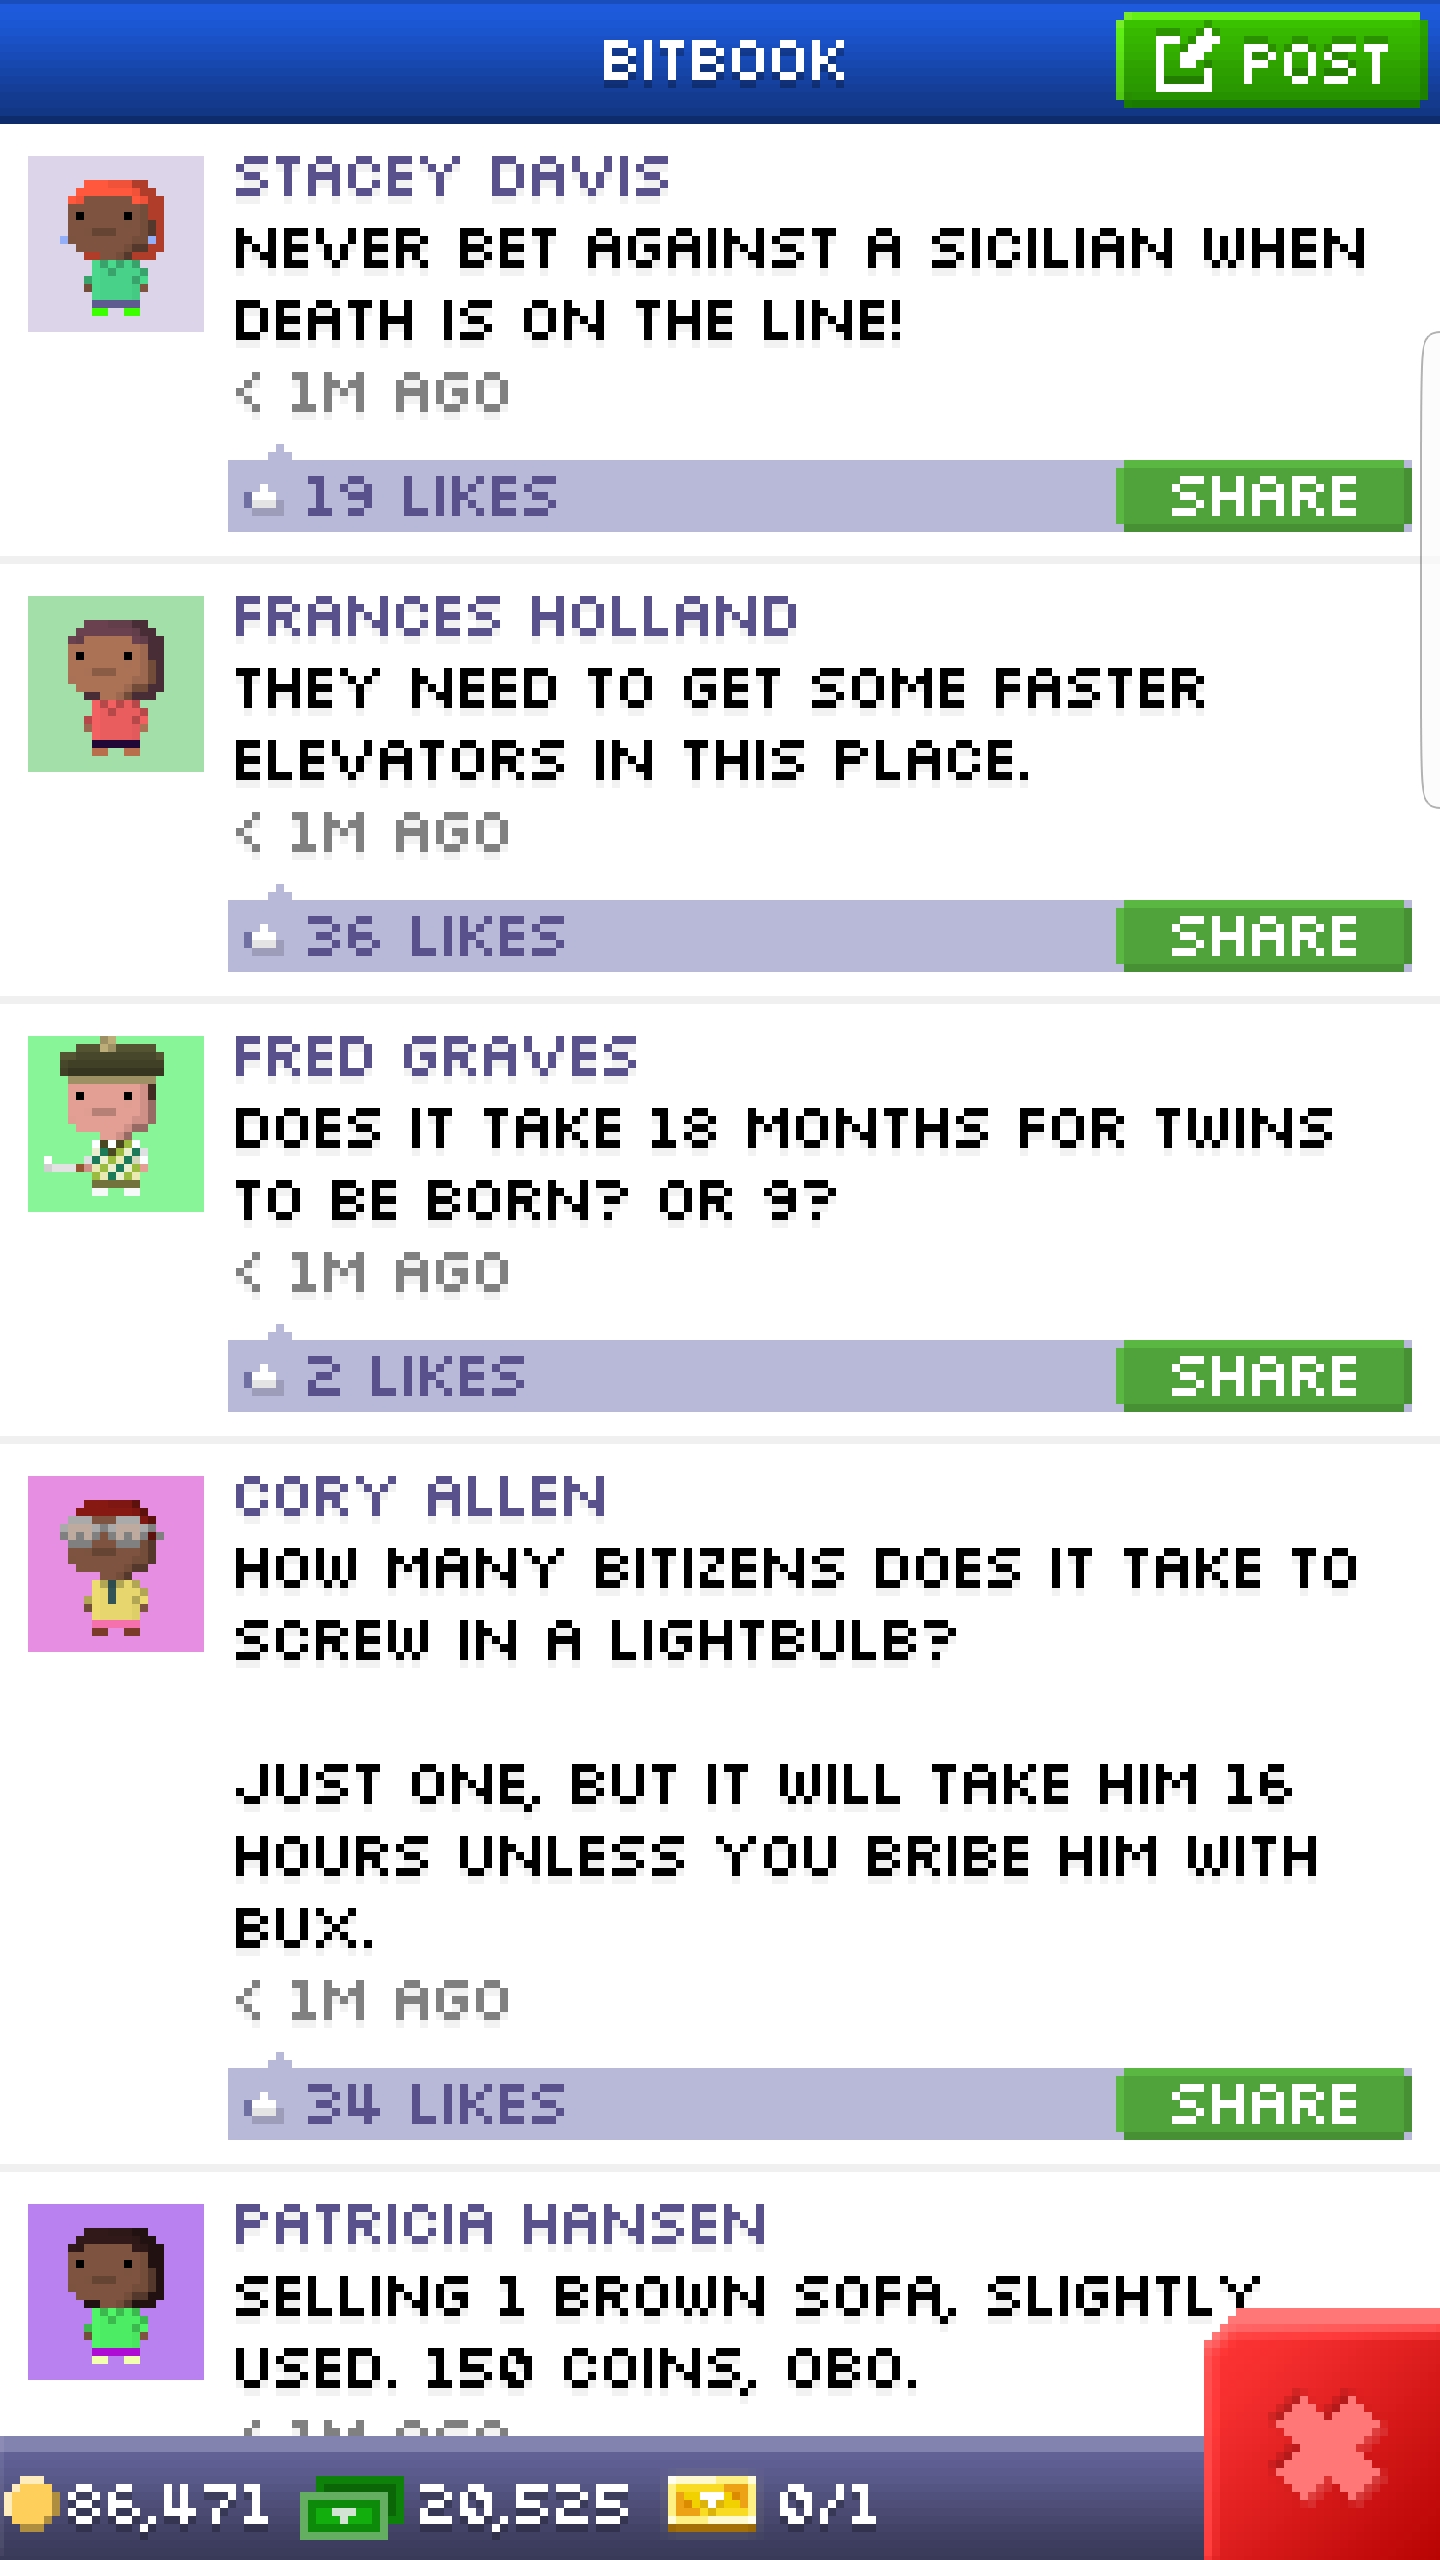 BITBOOK
POST
STACEY DAVIS
NEVER BET AGAINST A SICILIAN WHEN
DEATH IS ON THE LINE!
< 1M AGO
19 LIKES
SHARE
FRANCES HOLLAND
THEY NEED TO GET SOME FASTER
ELEVATORS IN THIS PLACE.
< 1M AGO
36 LIKES
SHARE
FRED GRAVES
DOES IT TAKE 18 MONTHS FOR TWINS
TO BE BORN? OR 9?
< 1M AGO
2 LIKES
SHARE
CORY ALLEN
HOW MANY BITIZENS DOES IT TAKE TO
SCREW IN A LIGHTBULB?
JUST ONE, BUT IT WILL TAKE HIM 16
HOURS UNLESS YOU BRIBE HIM WITH
BUX.
< 1M AGO
34 LIKES
SHARE
PATRICIA HANSEN
SELLING 1 BROWN SOFA, SLIGHTLY
USED. 150 COINS, OBO.
< 1M AGO
86,471
20,525
0/1